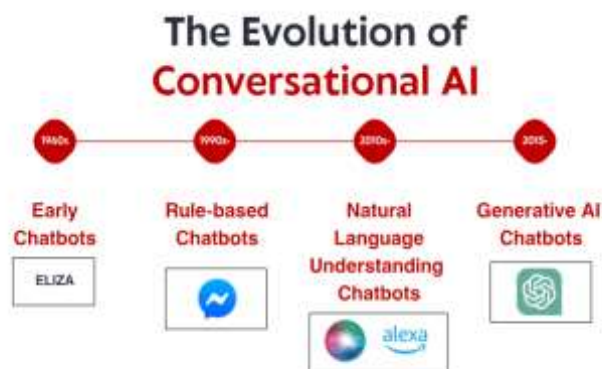 The Evolution of
Conversational AI
1960s
1990s-
2010s-
2015-
Early
Chatbots
Rule-based
Chatbots
Natural
Language
Understanding
Chatbots
Generative AI
Chatbots
ELIZA
alexa